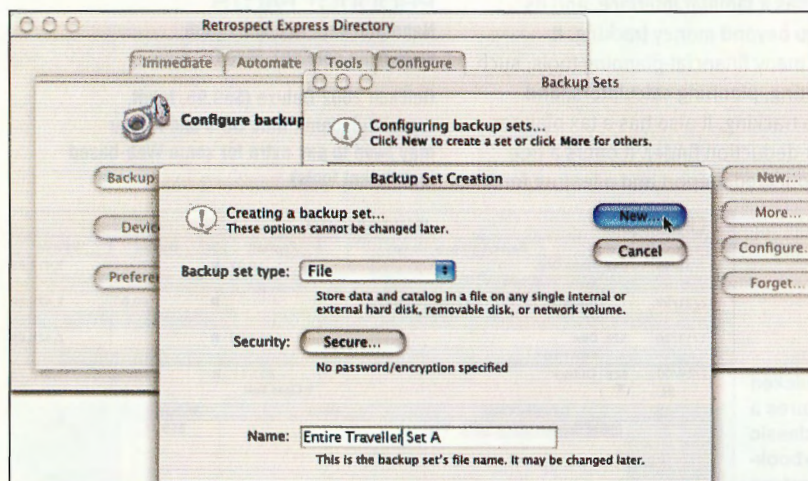 Retrospect Express Directory
Immediate Automate Tools Configure
Backup Sets
Configure backup
Configuring backup sets...
Click New to create a set or click More for others.
Backup
Backup Set Creation
New...
Creating a backup set...
These options cannot be changed later.
New...
More...
Devic
Cancel
Configure...
Backup set type: File
Prefere
Forget...
Store data and catalog in a file on any single internal or
external hard disk, removable disk, or network volume.
Security: Secure...
No password/encryption specified
Name: Entire Traveller Set A
This is the backup set's file name. It may be changed later.